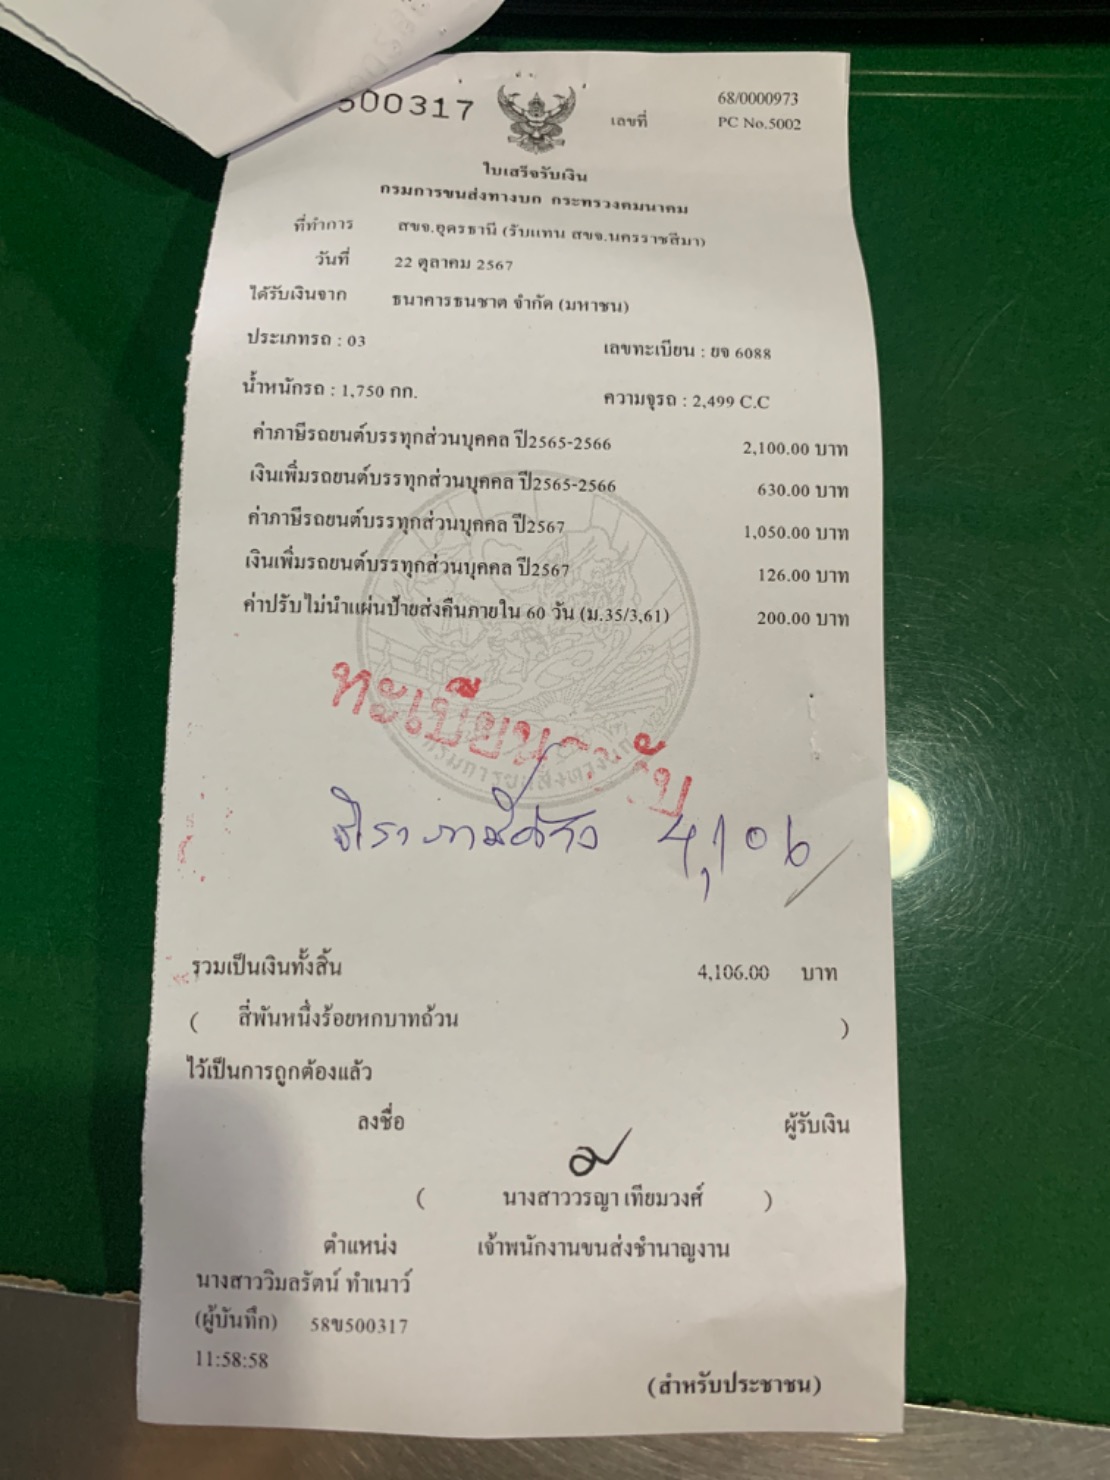 500317
เลขที่ 68/0000973
PC No.5002
ใบเสร็จรับเงิน
กรมการขนส่งทางบก กระทรวงคมนาคม
ที่ทำการ สขจ.อุดรธานี (รับแทน สขจ.นครราชสีมา)
วันที่ 22 ตุลาคม 2567
ได้รับเงินจาก ธนาคารธนชาต จำกัด (มหาชน)
ประเภทรถ : 03 เลขทะเบียน : ยจ 6088
น้ำหนักรถ : 1,750 กก. ความจุรถ : 2,499 C.C
ค่าภาษีรถยนต์บรรทุกส่วนบุคคล ปี2565-2566 2,100.00 บาท
เงินเพิ่มรถยนต์บรรทุกส่วนบุคคล ปี2565-2566 630.00 บาท
ค่าภาษีรถยนต์บรรทุกส่วนบุคคล ปี2567 1,050.00 บาท
เงินเพิ่มรถยนต์บรรทุกส่วนบุคคล ปี2567 126.00 บาท
ค่าปรับไม่นำแผ่นป้ายส่งคืนภายใน 60 วัน (ม.35/3,61) 200.00 บาท
ทะเบียนระงับ
กรมการขนส่งทางบก
4,106
รวมเป็นเงินทั้งสิ้น 4,106.00 บาท
( สี่พันหนึ่งร้อยหกบาทถ้วน )
ไว้เป็นการถูกต้องแล้ว
ลงชื่อ ผู้รับเงิน
( นางสาววรญา เทียมวงศ์ )
ตำแหน่ง เจ้าพนักงานขนส่งชำนาญงาน
นางสาววิมลรัตน์ ทำเนาว์
(ผู้บันทึก) 58ข500317
11:58:58
(สำหรับประชาชน)